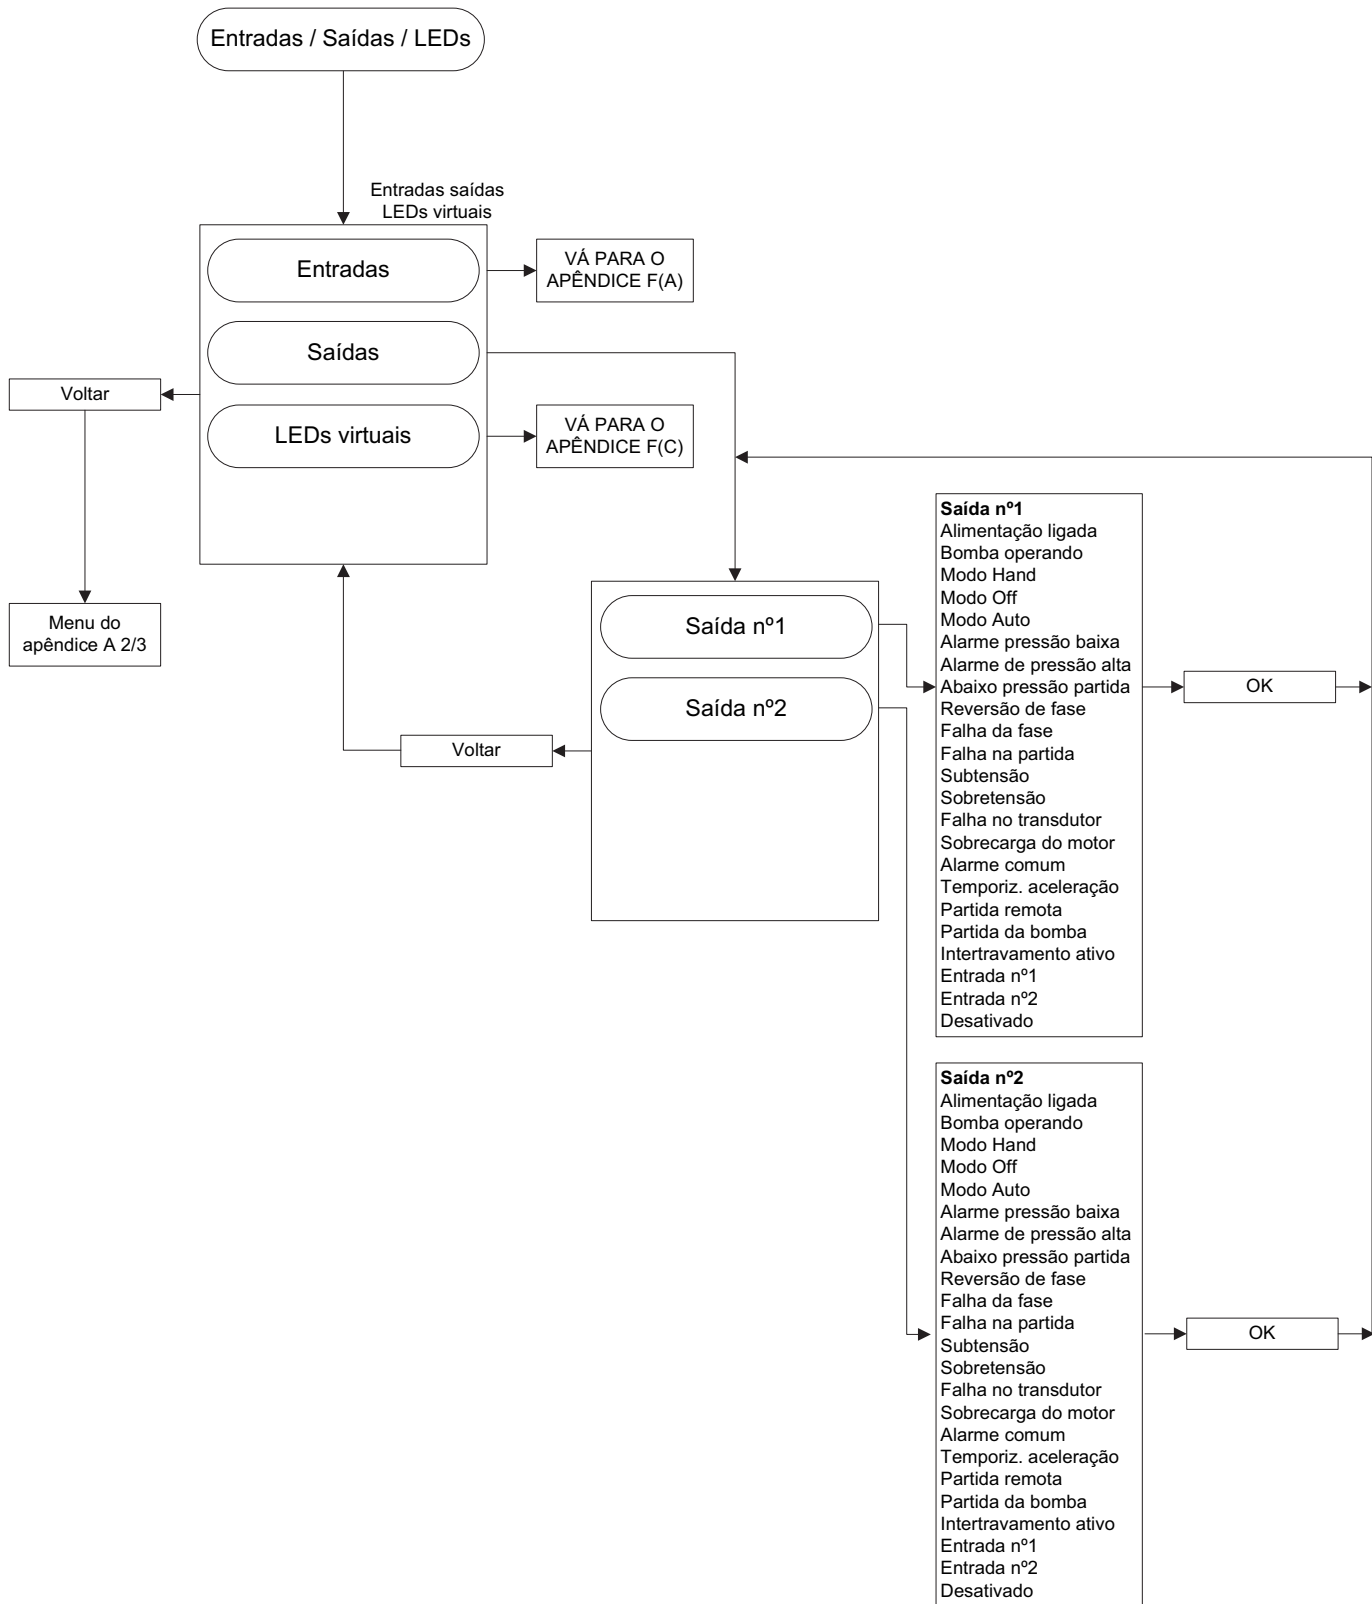 Entradas / Saídas / LEDs
Entradas saídas
LEDs virtuais
Entradas
VÁ PARA O
APÊNDICE F(A)
Saídas
Voltar
LEDs virtuais
VÁ PARA O
APÊNDICE F(C)
Menu do
apêndice A 2/3
Saída nº1
Saída nº2
Voltar
Saída nº1
Alimentação ligada
Bomba operando
Modo Hand
Modo Off
Modo Auto
Alarme pressão baixa
Alarme de pressão alta
Abaixo pressão partida
Reversão de fase
Falha da fase
Falha na partida
Subtensão
Sobretensão
Falha no transdutor
Sobrecarga do motor
Alarme comum
Temporiz. aceleração
Partida remota
Partida da bomba
Intertravamento ativo
Entrada nº1
Entrada nº2
Desativado
OK
Saída nº2
Alimentação ligada
Bomba operando
Modo Hand
Modo Off
Modo Auto
Alarme pressão baixa
Alarme de pressão alta
Abaixo pressão partida
Reversão de fase
Falha da fase
Falha na partida
Subtensão
Sobretensão
Falha no transdutor
Sobrecarga do motor
Alarme comum
Temporiz. aceleração
Partida remota
Partida da bomba
Intertravamento ativo
Entrada nº1
Entrada nº2
Desativado
OK